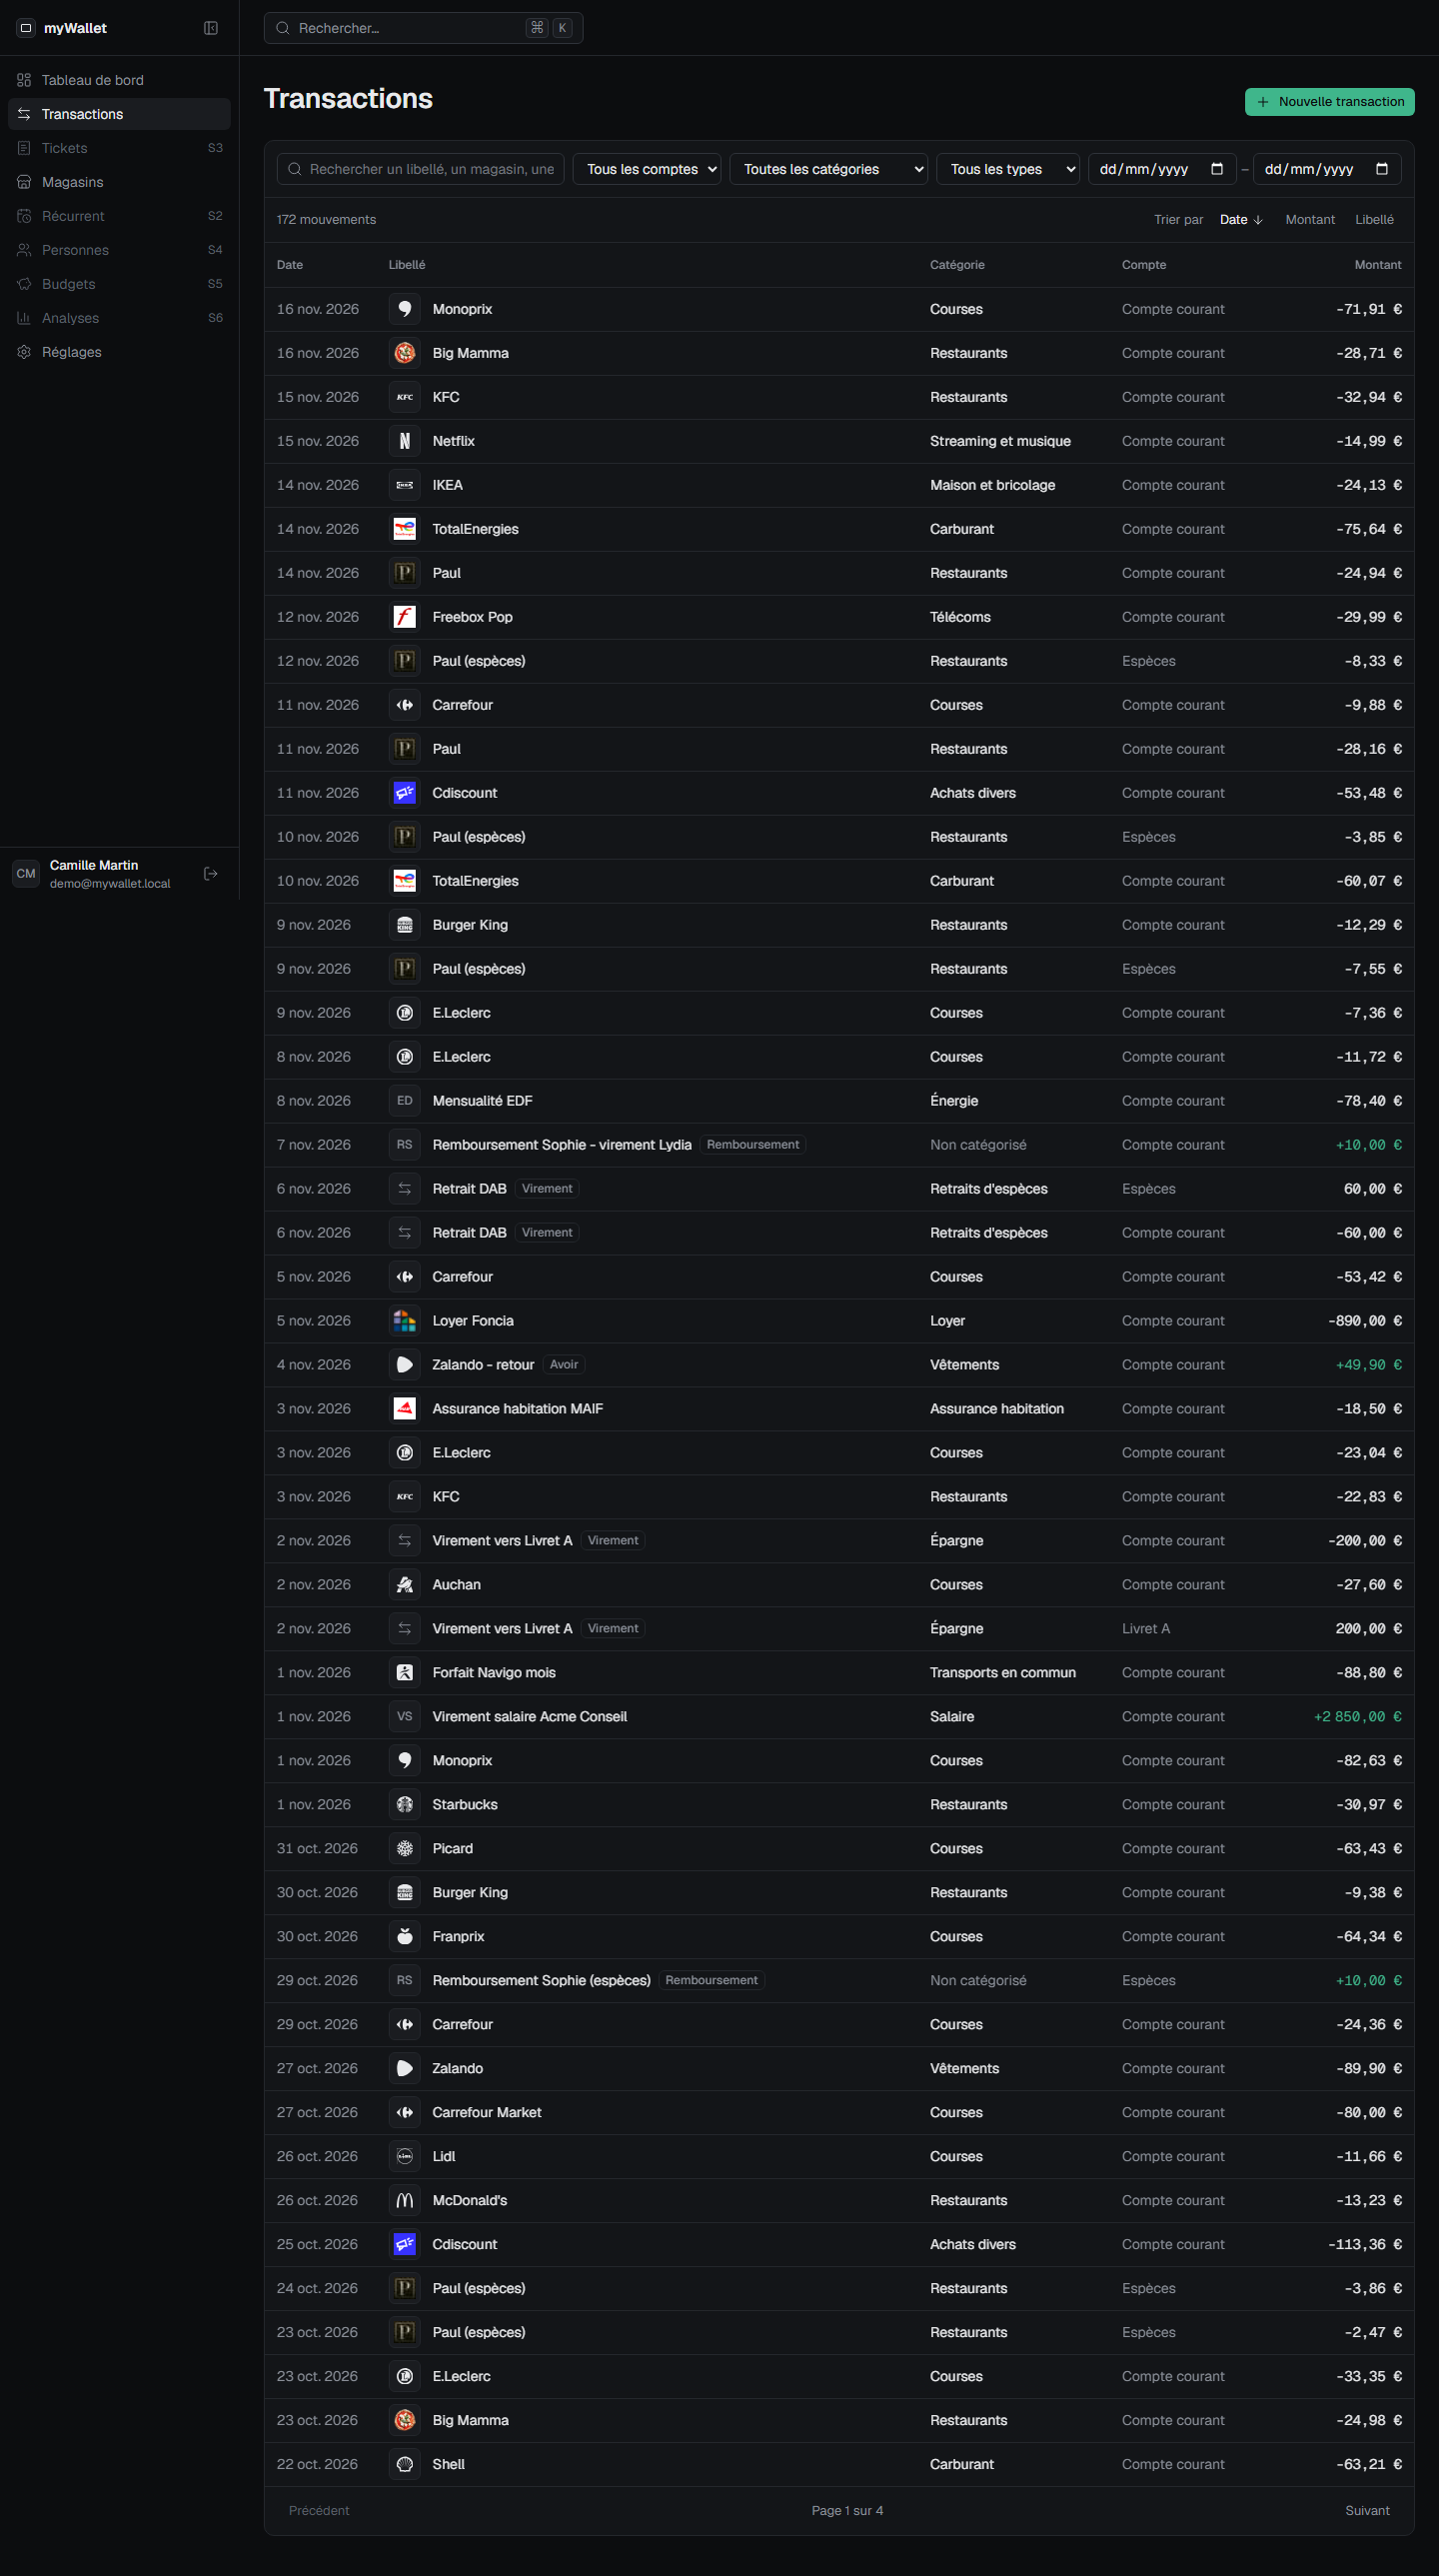 myWallet
Rechercher... ⌘ K
Tableau de bord
Transactions
Tickets S3
Magasins
Récurrent S2
Personnes S4
Budgets S5
Analyses S6
Réglages
CM Camille Martin
demo@mywallet.local
Transactions
+ Nouvelle transaction
Rechercher un libellé, un magasin, une Tous les comptes Toutes les catégories Tous les types dd/mm/yyyy – dd/mm/yyyy
172 mouvements Trier par Date ↓ Montant Libellé
Date Libellé Catégorie Compte Montant
16 nov. 2026 Monoprix Courses Compte courant -71,91 €
16 nov. 2026 Big Mamma Restaurants Compte courant -28,71 €
15 nov. 2026 KFC KFC Restaurants Compte courant -32,94 €
15 nov. 2026 N Netflix Streaming et musique Compte courant -14,99 €
14 nov. 2026 IKEA IKEA Maison et bricolage Compte courant -24,13 €
14 nov. 2026 TotalEnergies Carburant Compte courant -75,64 €
14 nov. 2026 P Paul Restaurants Compte courant -24,94 €
12 nov. 2026 f Freebox Pop Télécoms Compte courant -29,99 €
12 nov. 2026 P Paul (espèces) Restaurants Espèces -8,33 €
11 nov. 2026 Carrefour Courses Compte courant -9,88 €
11 nov. 2026 P Paul Restaurants Compte courant -28,16 €
11 nov. 2026 Cdiscount Achats divers Compte courant -53,48 €
10 nov. 2026 P Paul (espèces) Restaurants Espèces -3,85 €
10 nov. 2026 TotalEnergies Carburant Compte courant -60,07 €
9 nov. 2026 BURGER KING Burger King Restaurants Compte courant -12,29 €
9 nov. 2026 P Paul (espèces) Restaurants Espèces -7,55 €
9 nov. 2026 L E.Leclerc Courses Compte courant -7,36 €
8 nov. 2026 L E.Leclerc Courses Compte courant -11,72 €
8 nov. 2026 ED Mensualité EDF Énergie Compte courant -78,40 €
7 nov. 2026 RS Remboursement Sophie - virement Lydia Remboursement Non catégorisé Compte courant +10,00 €
6 nov. 2026 Retrait DAB Virement Retraits d'espèces Espèces 60,00 €
6 nov. 2026 Retrait DAB Virement Retraits d'espèces Compte courant -60,00 €
5 nov. 2026 Carrefour Courses Compte courant -53,42 €
5 nov. 2026 Loyer Foncia Loyer Compte courant -890,00 €
4 nov. 2026 Zalando - retour Avoir Vêtements Compte courant +49,90 €
3 nov. 2026 Assurance habitation MAIF Assurance habitation Compte courant -18,50 €
3 nov. 2026 L E.Leclerc Courses Compte courant -23,04 €
3 nov. 2026 KFC KFC Restaurants Compte courant -22,83 €
2 nov. 2026 Virement vers Livret A Virement Épargne Compte courant -200,00 €
2 nov. 2026 Auchan Courses Compte courant -27,60 €
2 nov. 2026 Virement vers Livret A Virement Épargne Livret A 200,00 €
1 nov. 2026 Forfait Navigo mois Transports en commun Compte courant -88,80 €
1 nov. 2026 VS Virement salaire Acme Conseil Salaire Compte courant +2 850,00 €
1 nov. 2026 Monoprix Courses Compte courant -82,63 €
1 nov. 2026 Starbucks Restaurants Compte courant -30,97 €
31 oct. 2026 Picard Courses Compte courant -63,43 €
30 oct. 2026 BURGER KING Burger King Restaurants Compte courant -9,38 €
30 oct. 2026 Franprix Courses Compte courant -64,34 €
29 oct. 2026 RS Remboursement Sophie (espèces) Remboursement Non catégorisé Espèces +10,00 €
29 oct. 2026 Carrefour Courses Compte courant -24,36 €
27 oct. 2026 Zalando Vêtements Compte courant -89,90 €
27 oct. 2026 Carrefour Market Courses Compte courant -80,00 €
26 oct. 2026 Lidl Courses Compte courant -11,66 €
26 oct. 2026 McDonald's Restaurants Compte courant -13,23 €
25 oct. 2026 Cdiscount Achats divers Compte courant -113,36 €
24 oct. 2026 P Paul (espèces) Restaurants Espèces -3,86 €
23 oct. 2026 P Paul (espèces) Restaurants Espèces -2,47 €
23 oct. 2026 L E.Leclerc Courses Compte courant -33,35 €
23 oct. 2026 Big Mamma Restaurants Compte courant -24,98 €
22 oct. 2026 Shell Carburant Compte courant -63,21 €
Précédent Page 1 sur 4 Suivant